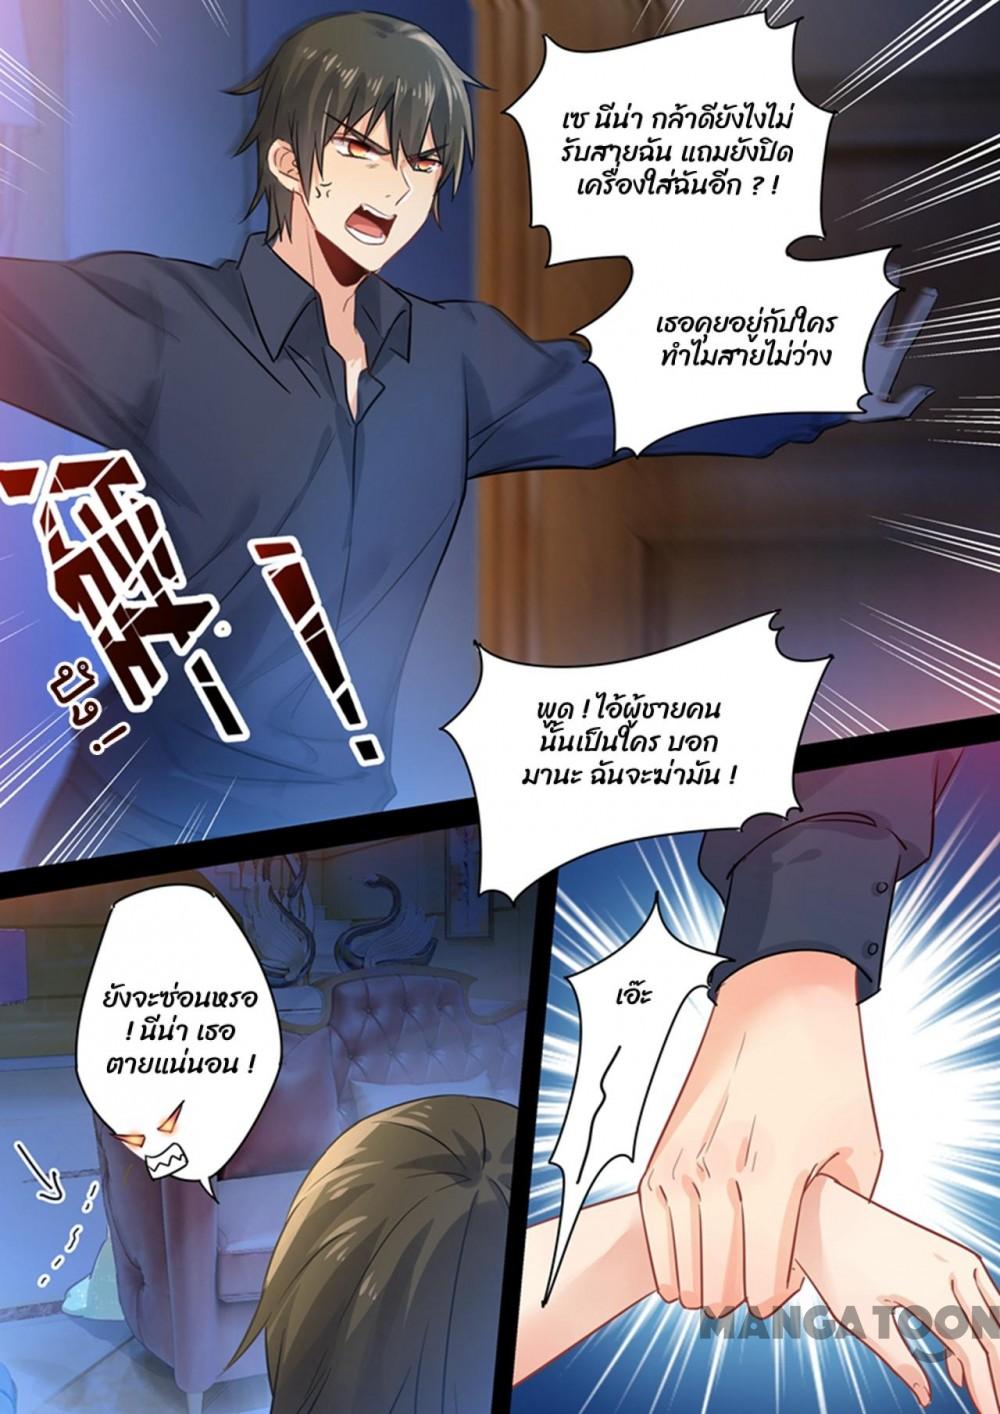 เซ นีน่า กล้าดียังไงไม่
รับสายฉัน แถมยังปิด
เครื่องใส่ฉันอีก ? !
เธอคุยอยู่กับใคร
ทำไมสายไม่ว่าง
ปัง !
พูด ! ไอ้ผู้ชายคน
นั้นเป็นใคร บอก
มานะ ฉันจะฆ่ามัน !
ยังจะซ่อนหรอ
! นีน่า เธอ
ตายแน่นอน !
เอ๊ะ
MANGATOON